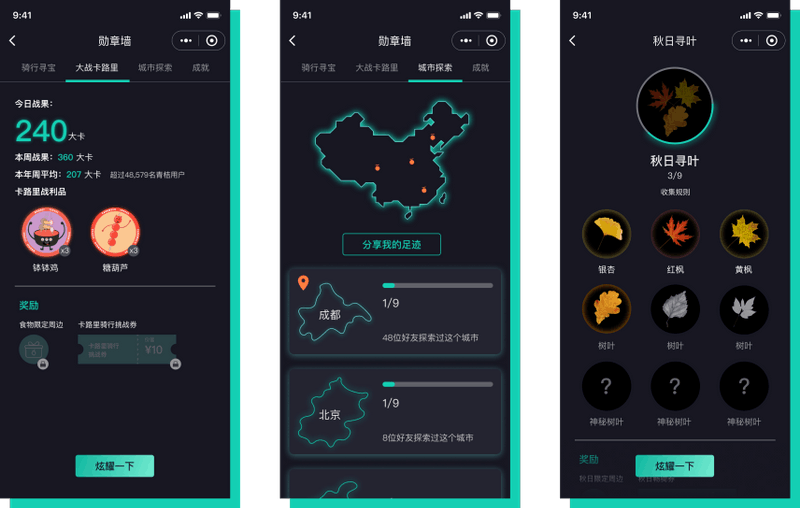 9:41
勋章墙
骑行寻宝 大战卡路里 城市探索 成就
今日战果:
240大卡
本周战果: 360 大卡
本年周平均: 207 大卡 超过48,579名青桔用户
卡路里战利品
x3 x3
钵钵鸡 糖葫芦
奖励
食物限定周边 卡路里骑行挑战券
卡路里骑行
挑战券
¥10
炫耀一下
9:41
勋章墙
骑行寻宝 大战卡路里 城市探索 成就
分享我的足迹
成都
1/9
48位好友探索过这个城市
北京
1/9
8位好友探索过这个城市
9:41
秋日寻叶
秋日寻叶
3/9
收集规则
银杏 红枫 黄枫
树叶 树叶 树叶
? ? ?
神秘树叶 神秘树叶 神秘树叶
奖励
炫耀一下
秋日限定周边